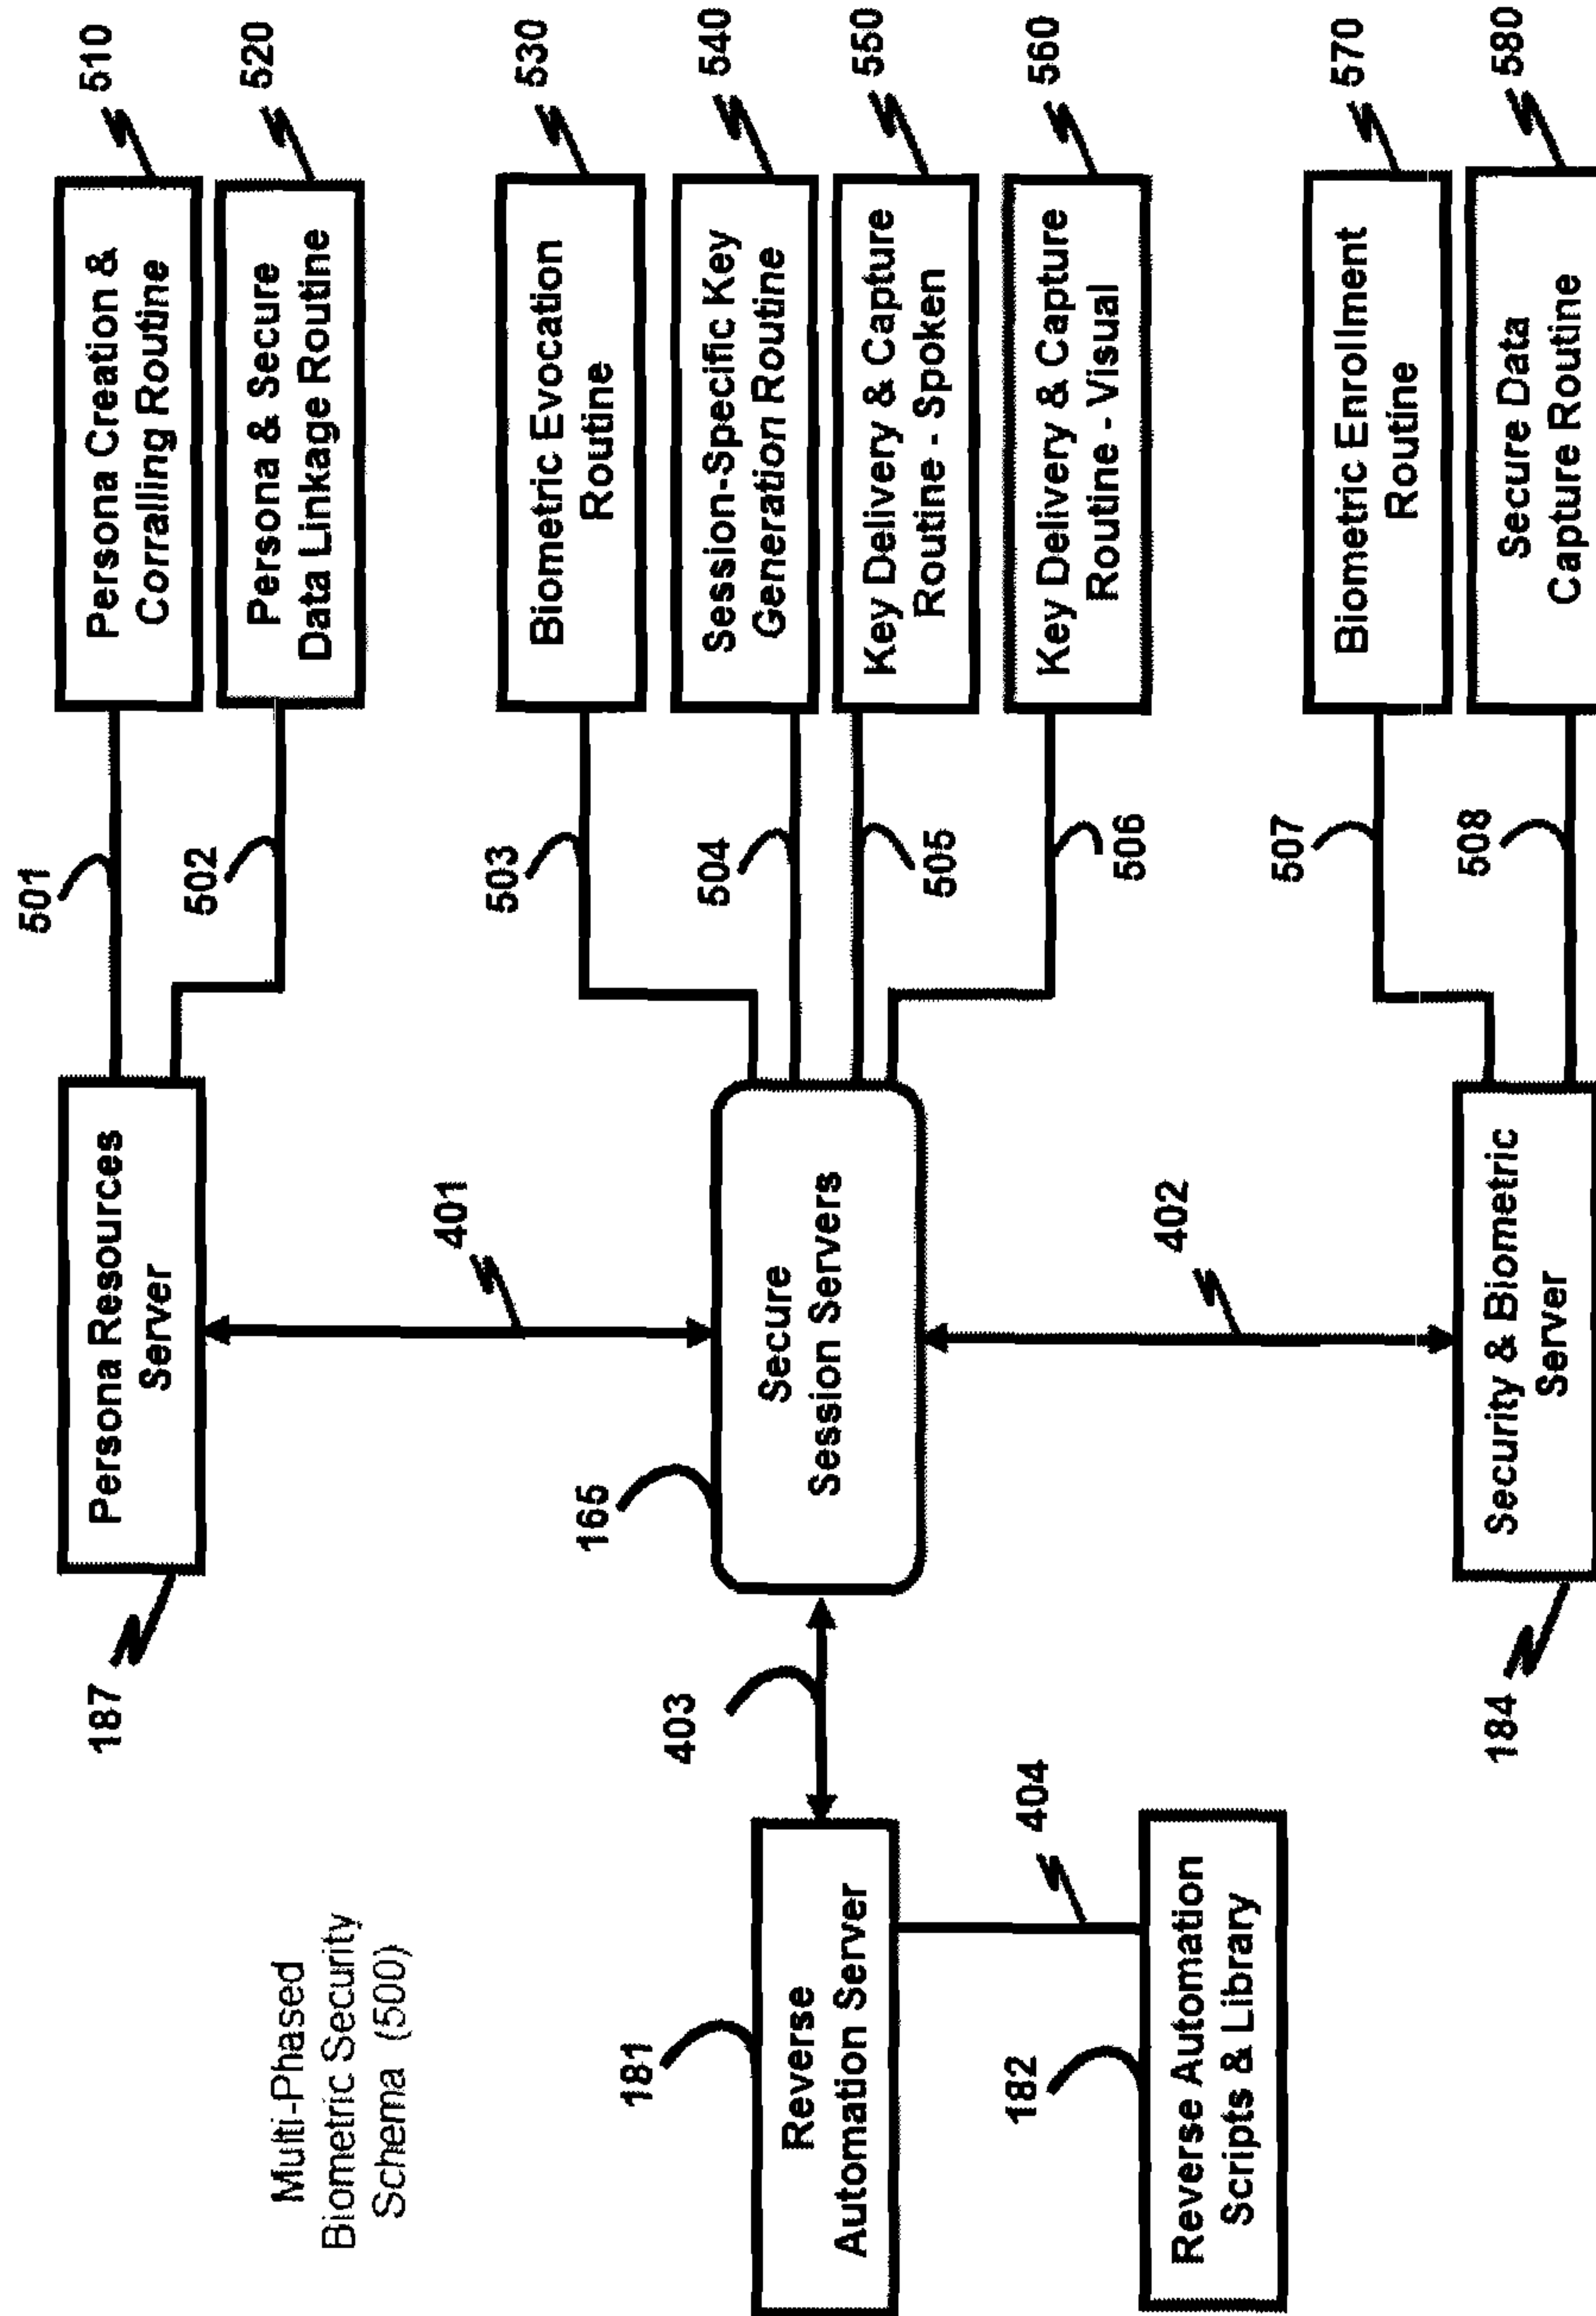 Multi-Phased
Biometric Security
Schema (500)
187
Persona Resources
Server
501
Persona Creation &
Corralling Routine
510
502
Persona & Secure
Data Linkage Routine
520
401
503
Biometric Evocation
Routine
530
181
Reverse
Automation Server
403
165
Secure
Session Servers
504
Session-Specific Key
Generation Routine
540
505
Key Delivery & Capture
Routine - Spoken
550
506
Key Delivery & Capture
Routine - Visual
560
404
182
Reverse Automation
Scripts & Library
402
184
Security & Biometric
Server
507
Biometric Enrollment
Routine
570
508
Secure Data
Capture Routine
580